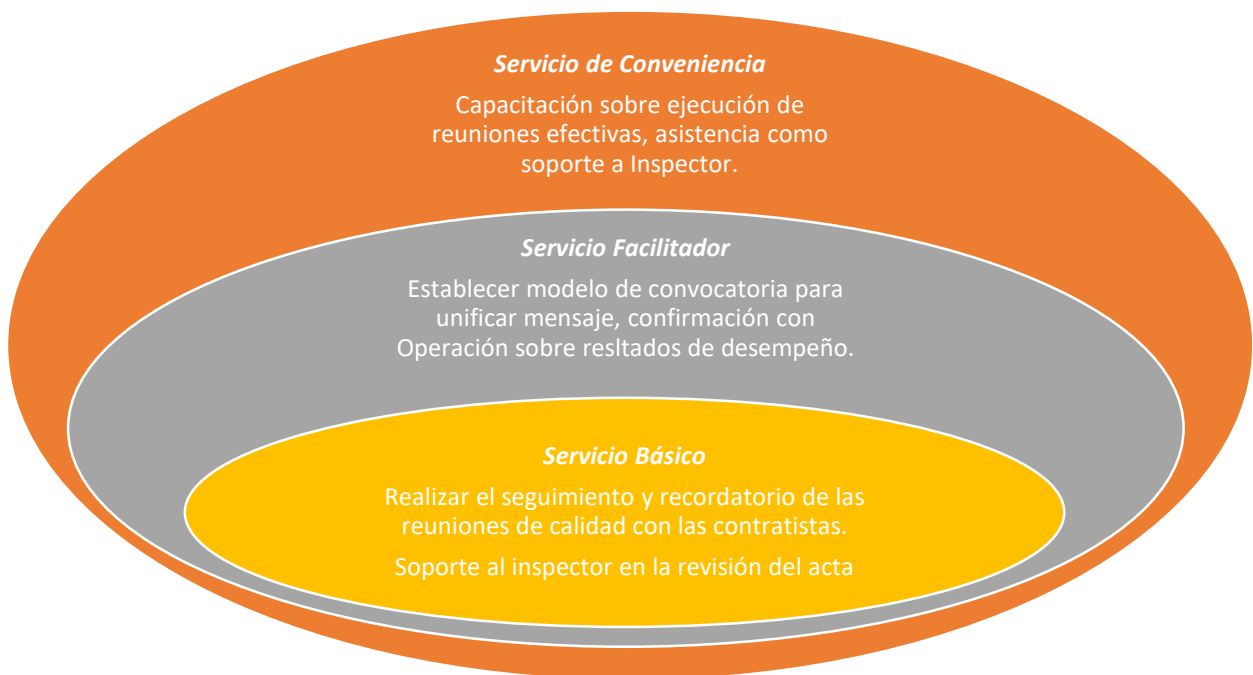 Servicio de Conveniencia
Capacitación sobre ejecución de
reuniones efectivas, asistencia como
soporte a Inspector.
Servicio Facilitador
Establecer modelo de convocatoria para
unificar mensaje, confirmación con
Operación sobre resltados de desempeño.
Servicio Básico
Realizar el seguimiento y recordatorio de las
reuniones de calidad con las contratistas.
Soporte al inspector en la revisión del acta